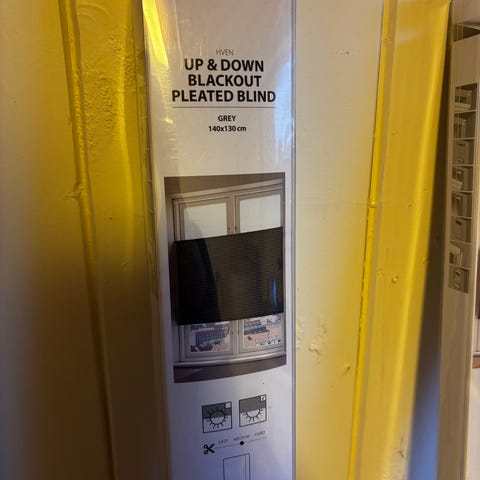 HVEN
UP & DOWN
BLACKOUT
PLEATED BLIND
GREY
140x130 cm
EASY MEDIUM HARD